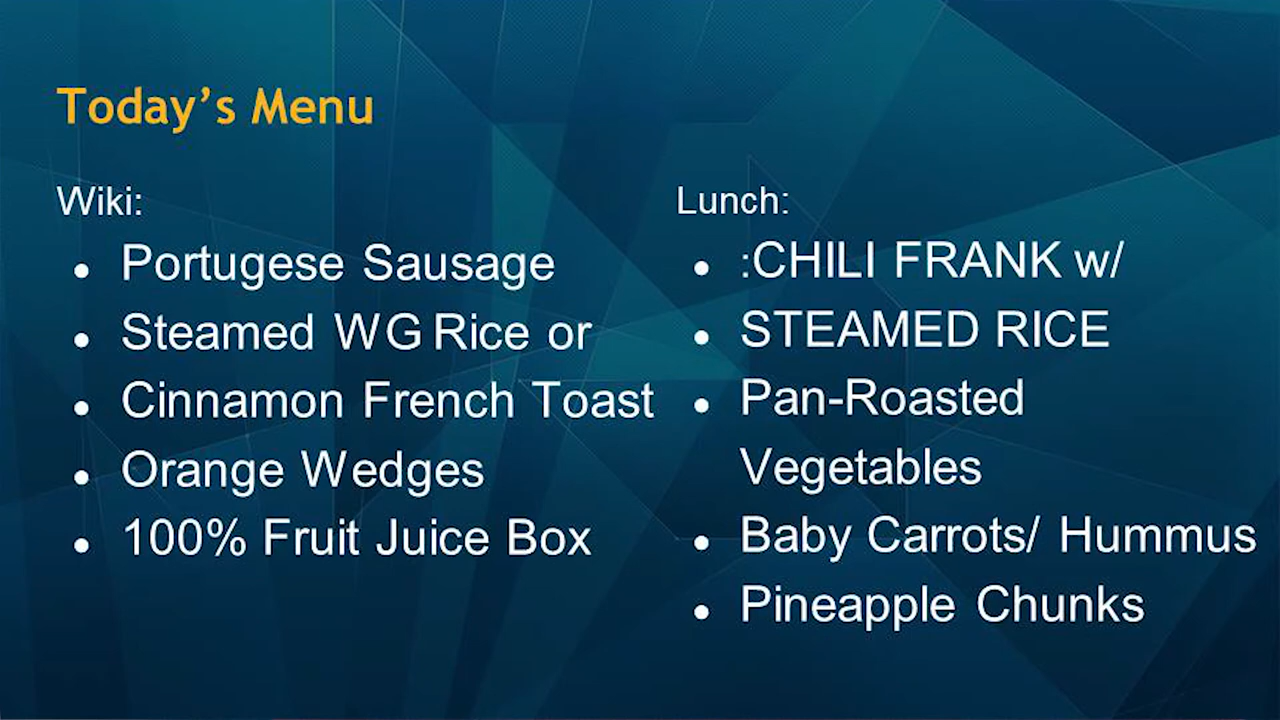 Today’s Menu
Wiki:
● Portugese Sausage
● Steamed WG Rice or
● Cinnamon French Toast
● Orange Wedges
● 100% Fruit Juice Box
Lunch:
● :CHILI FRANK w/
● STEAMED RICE
● Pan-Roasted
Vegetables
● Baby Carrots/ Hummus
● Pineapple Chunks